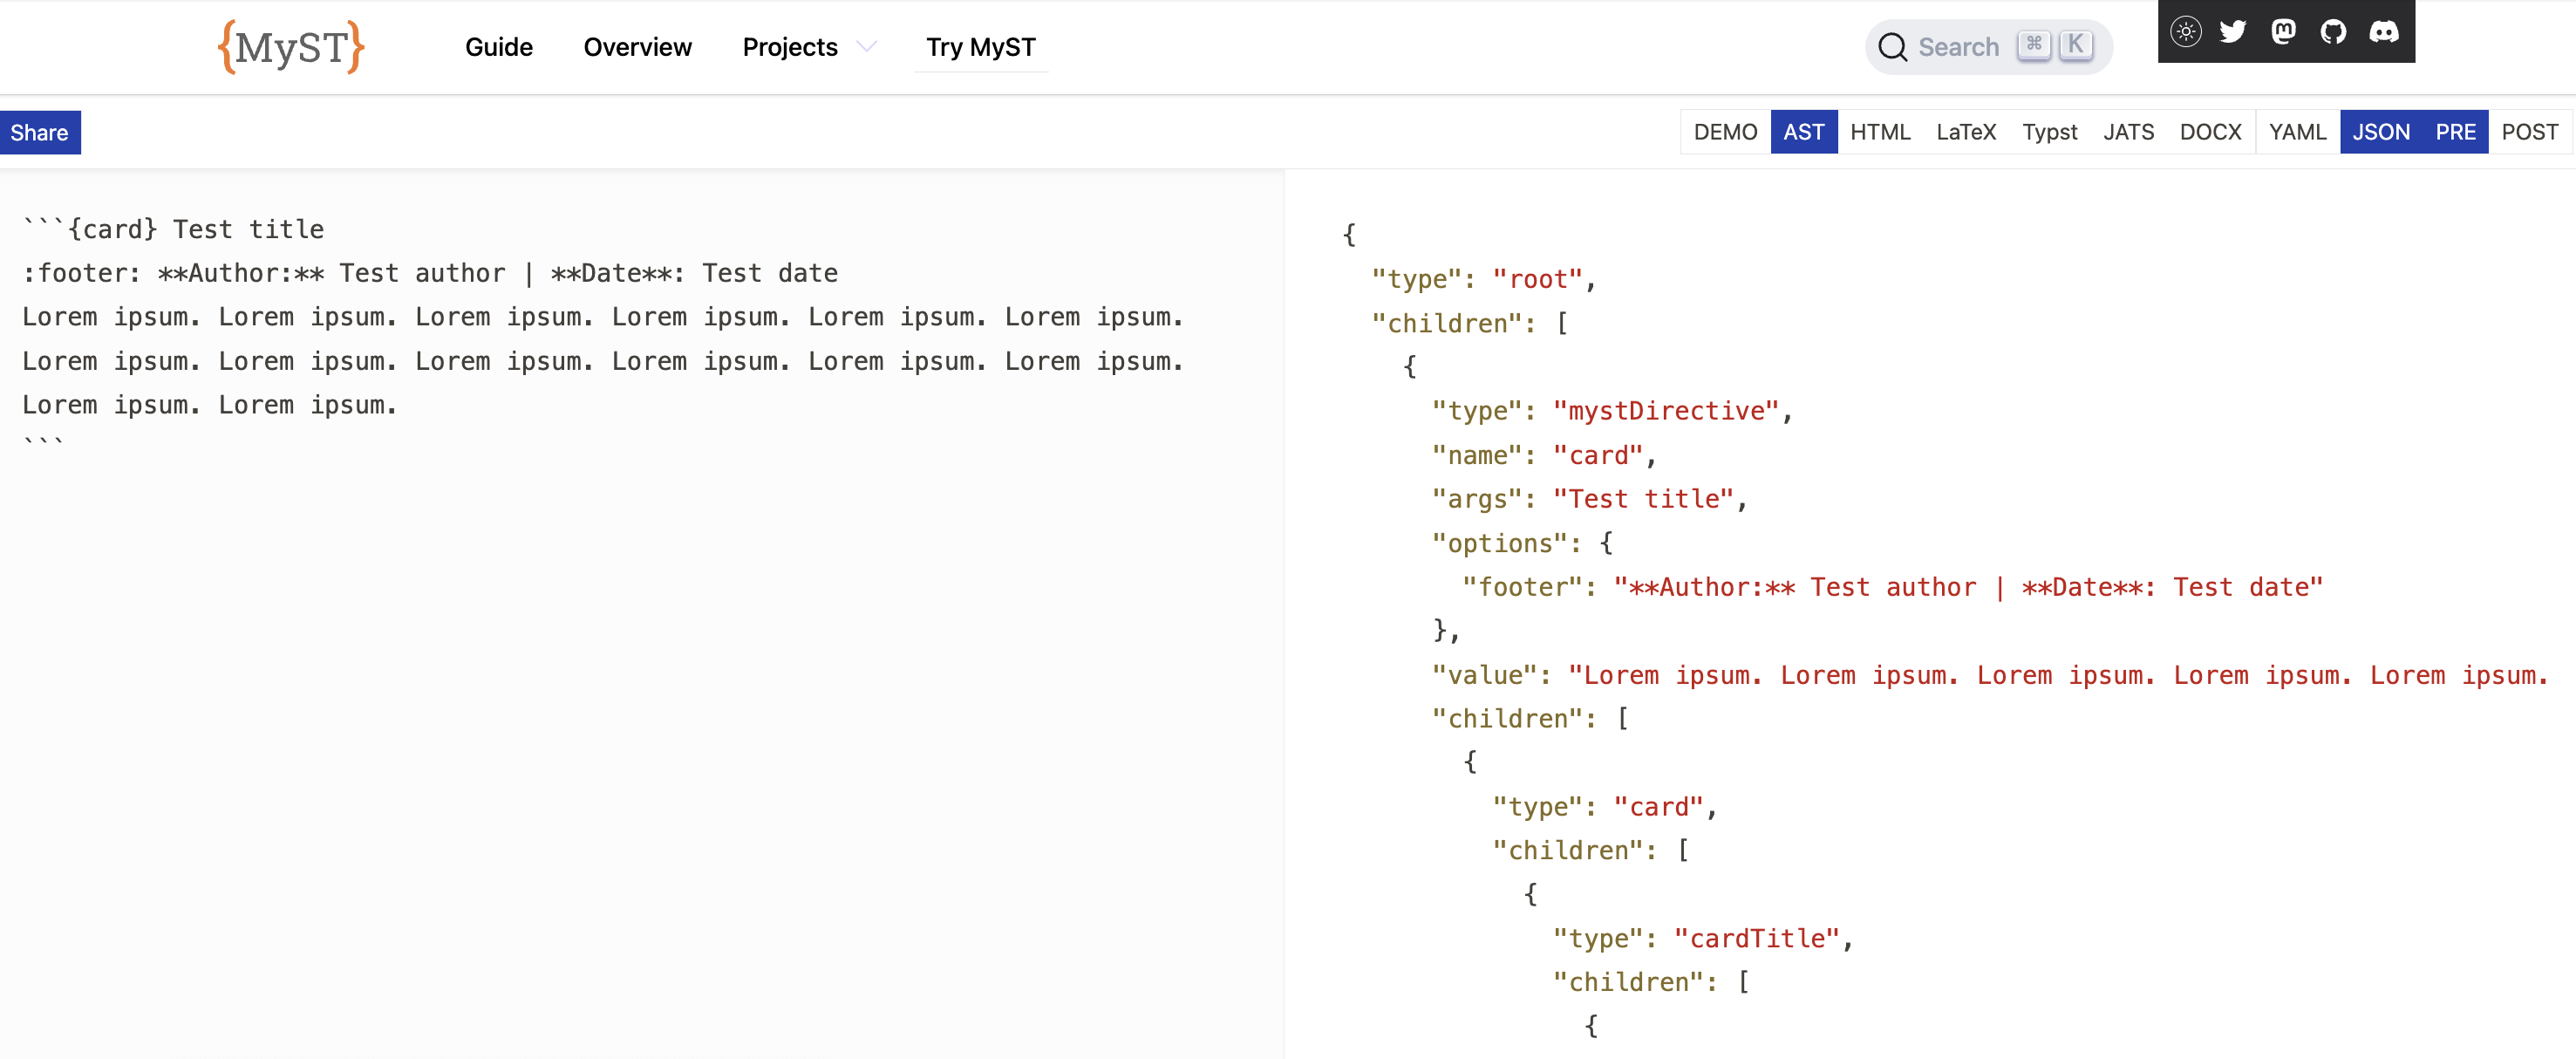 {MyST}
Guide Overview Projects Try MyST
Search ⌘ K
Share
DEMO AST HTML LaTeX Typst JATS DOCX YAML JSON PRE POST
```{card} Test title
:footer: **Author:** Test author | **Date**: Test date
Lorem ipsum. Lorem ipsum. Lorem ipsum. Lorem ipsum. Lorem ipsum. Lorem ipsum.
Lorem ipsum. Lorem ipsum. Lorem ipsum. Lorem ipsum. Lorem ipsum. Lorem ipsum.
Lorem ipsum. Lorem ipsum.
```
{
"type": "root",
"children": [
{
"type": "mystDirective",
"name": "card",
"args": "Test title",
"options": {
"footer": "**Author:** Test author | **Date**: Test date"
},
"value": "Lorem ipsum. Lorem ipsum. Lorem ipsum. Lorem ipsum. Lorem ipsum.
"children": [
{
"type": "card",
"children": [
{
"type": "cardTitle",
"children": [
{